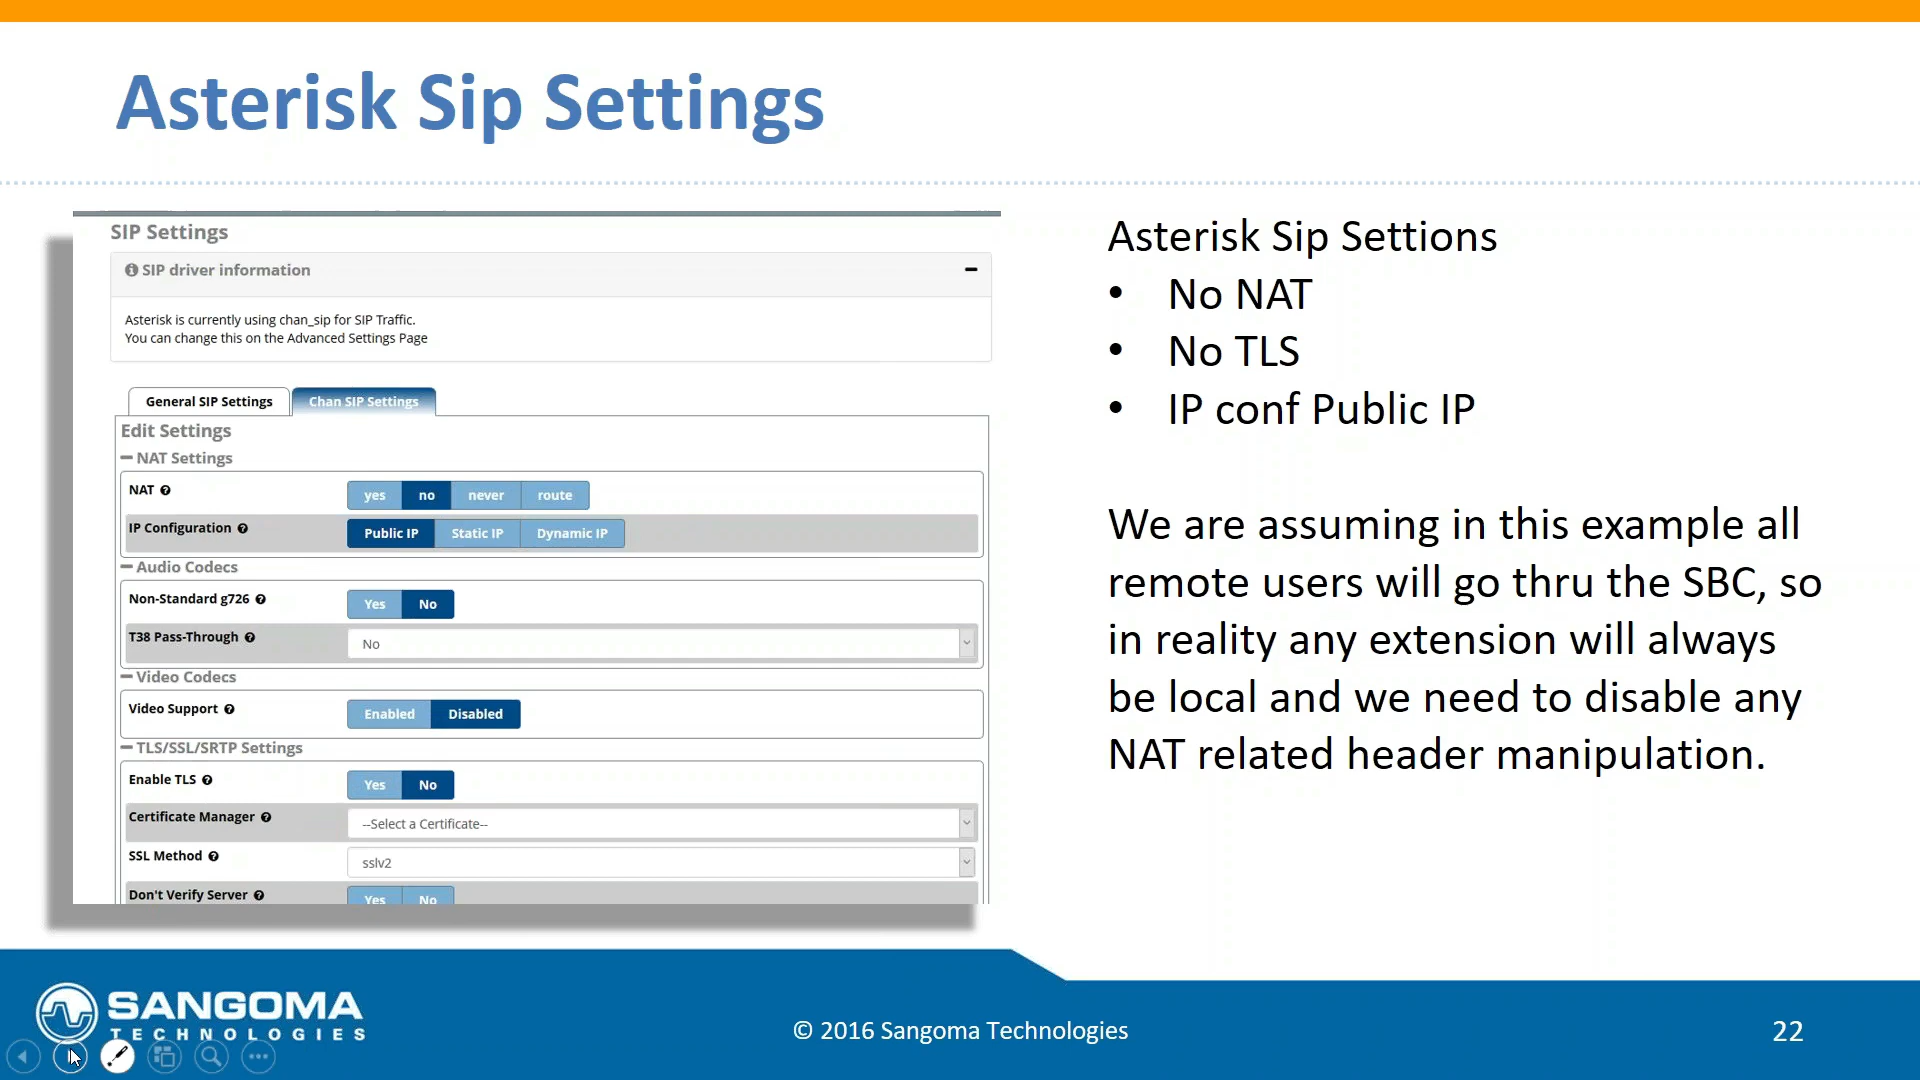 Asterisk Sip Settings
SIP Settings
SIP driver information
Asterisk is currently using chan_sip for SIP Traffic.
You can change this on the Advanced Settings Page
General SIP Settings
Chan SIP Settings
Edit Settings
NAT Settings
NAT
yes no never route
IP Configuration
Public IP Static IP Dynamic IP
Audio Codecs
Non-Standard g726
Yes No
T38 Pass-Through
No
Video Codecs
Video Support
Enabled Disabled
TLS/SSL/SRTP Settings
Enable TLS
Yes No
Certificate Manager
--Select a Certificate--
SSL Method
sslv2
Don't Verify Server
Yes No
Asterisk Sip Settions
• No NAT
• No TLS
• IP conf Public IP
We are assuming in this example all
remote users will go thru the SBC, so
in reality any extension will always
be local and we need to disable any
NAT related header manipulation.
SANGOMA
TECHNOLOGIES
© 2016 Sangoma Technologies
22